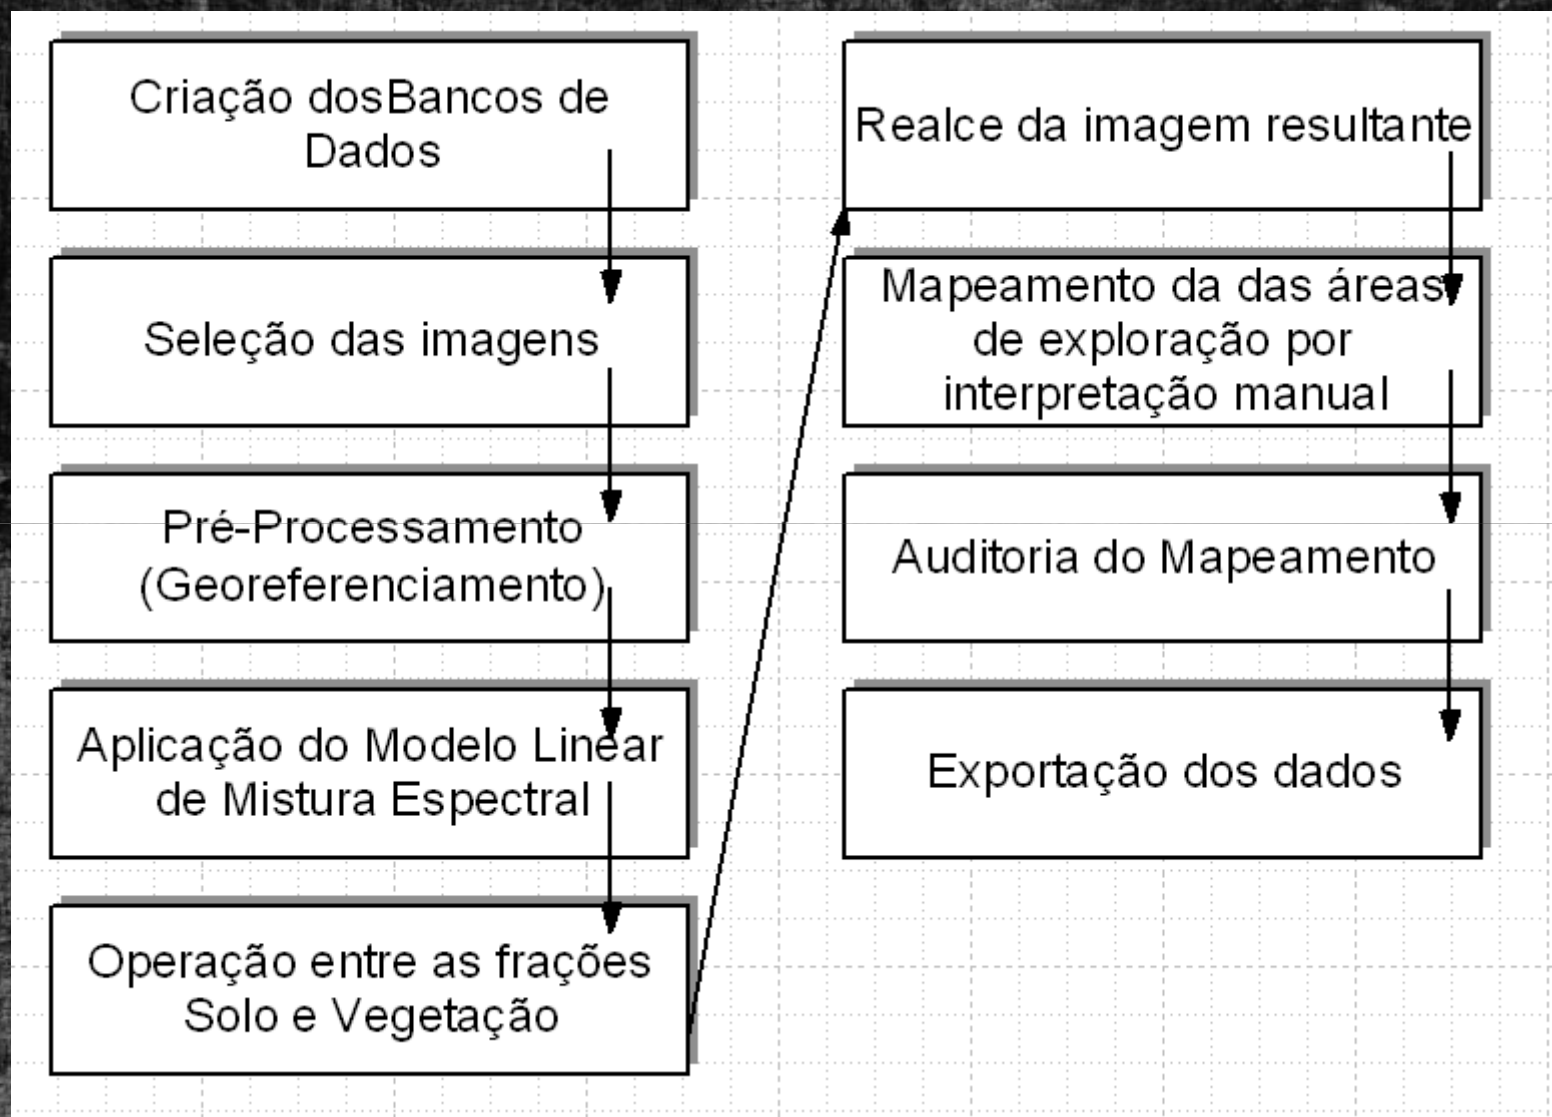 Criação dosBancos de
Dados
Seleção das imagens
Pré-Processamento
(Georeferenciamento)
Aplicação do Modelo Linear
de Mistura Espectral
Operação entre as frações
Solo e Vegetação
Realce da imagem resultante
Mapeamento da das áreas
de exploração por
interpretação manual
Auditoria do Mapeamento
Exportação dos dados